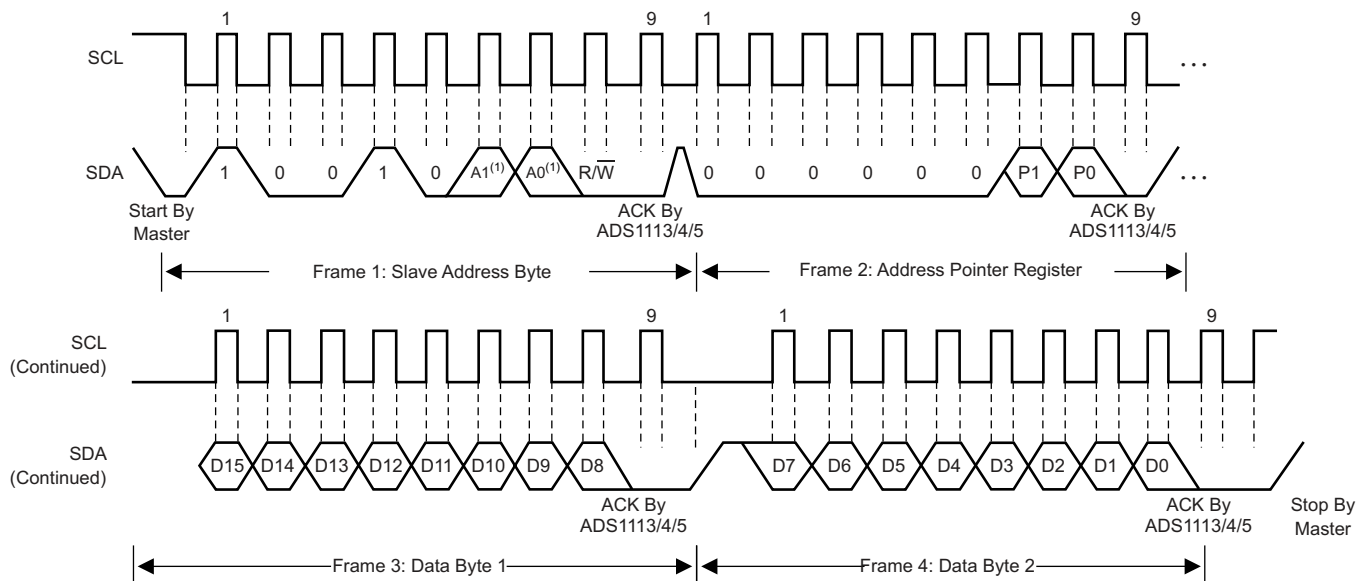 1 9 1 9
SCL ...
SDA 1 0 0 1 0 A1(1) A0(1) R/W̅ 0 0 0 0 0 0 P1 P0 ...
Start By
Master
ACK By
ADS1113/4/5
ACK By
ADS1113/4/5
Frame 1: Slave Address Byte
Frame 2: Address Pointer Register
1 9 1 9
SCL
(Continued)
SDA
(Continued)
D15 D14 D13 D12 D11 D10 D9 D8 D7 D6 D5 D4 D3 D2 D1 D0
ACK By
ADS1113/4/5
ACK By
ADS1113/4/5
Stop By
Master
Frame 3: Data Byte 1
Frame 4: Data Byte 2